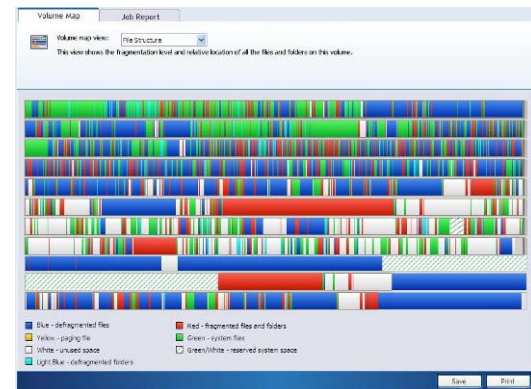 Volume Map Job Report
Volume map view: File Structure
This view shows the fragmentation level and relative location of all the files and folders on this volume.
Blue - defragmented files Red - fragmented files and folders
Yellow - paging file Green - system files
White - unused space Green/White - reserved system space
Light Blue - defragmented folders
Save Print